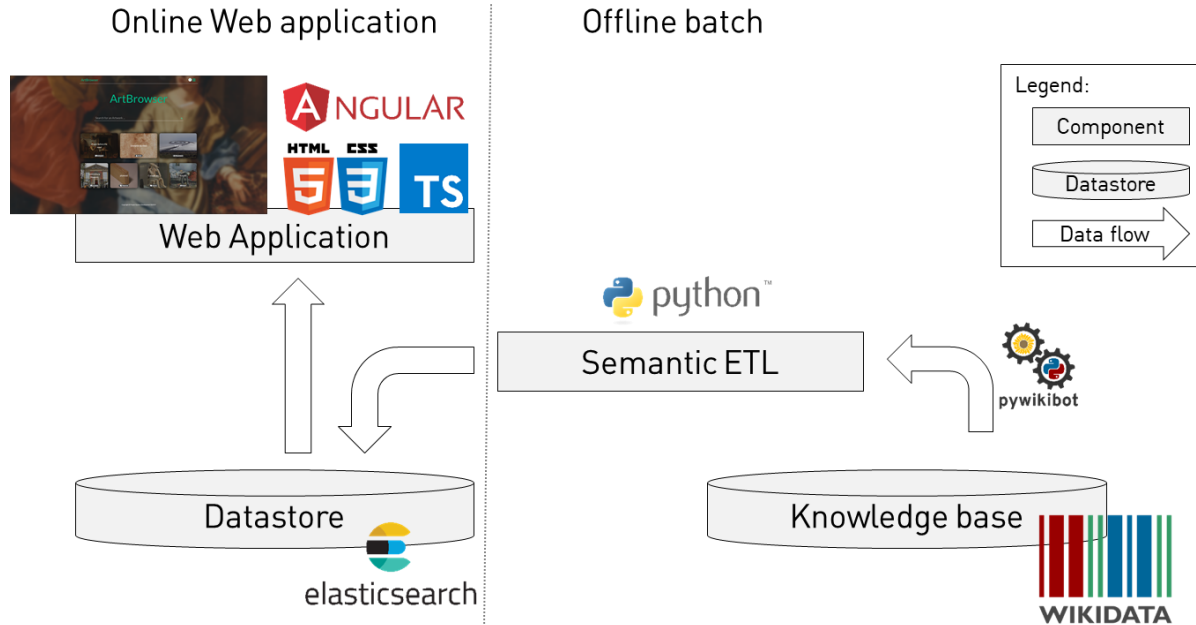 Online Web application
Offline batch
ArtBrowser
ANGULAR
HTML
5
CSS
3
TS
Web Application
Legend:
Component
Datastore
Data flow
python™
Semantic ETL
pywikibot
Datastore
elasticsearch
Knowledge base
WIKIDATA